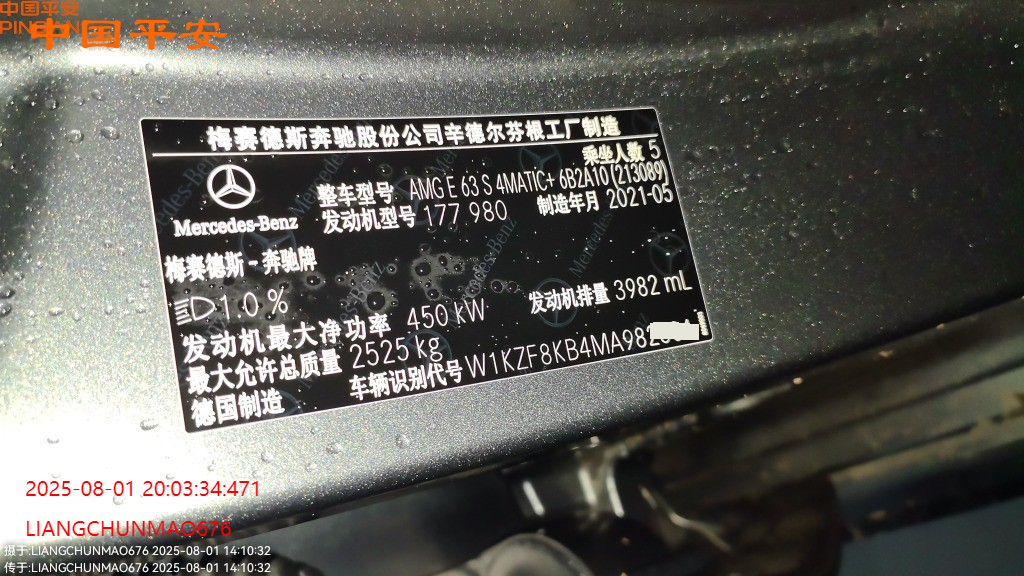 中国平安
PINGAN
中国平安
梅赛德斯奔驰股份公司辛德尔芬根工厂制造
乘坐人数 5
整车型号 AMG E 63 S 4MATIC+ 6B2A10 (213089)
Mercedes-Benz
发动机型号 177 980
制造年月 2021-05
梅赛德斯－奔驰牌
1.0 %
发动机最大净功率 450 kW
发动机排量 3982 mL
最大允许总质量 2525 kg
车辆识别代号 W1KZF8KB4MA98
德国制造
2025-08-01 20:03:34:471
LIANGCHUNMAO676
摄于:LIANGCHUNMAO676 2025-08-01 14:10:32
传于:LIANGCHUNMAO676 2025-08-01 14:10:32